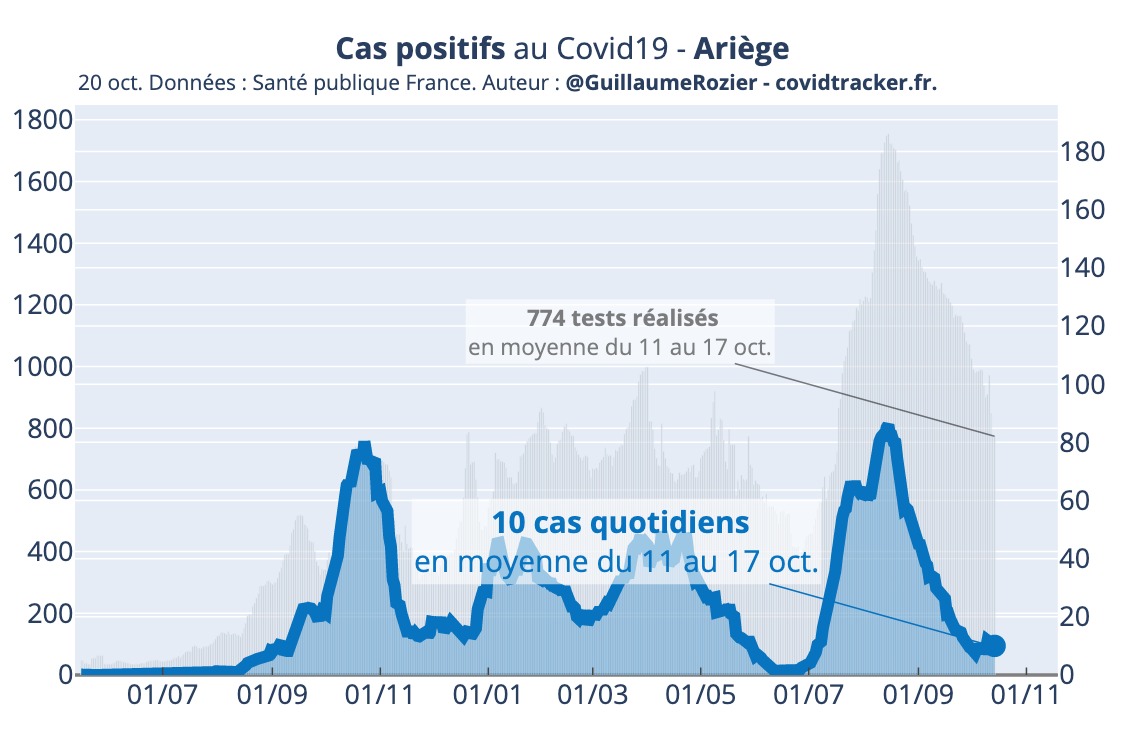 Cas positifs au Covid19 - Ariège
20 oct. Données : Santé publique France. Auteur : @GuillaumeRozier - covidtracker.fr.
1800
1600
1400
1200
1000
800
600
400
200
0
180
160
140
120
100
80
60
40
20
0
774 tests réalisés
en moyenne du 11 au 17 oct.
10 cas quotidiens
en moyenne du 11 au 17 oct.
01/07 01/09 01/11 01/01 01/03 01/05 01/07 01/09 01/11